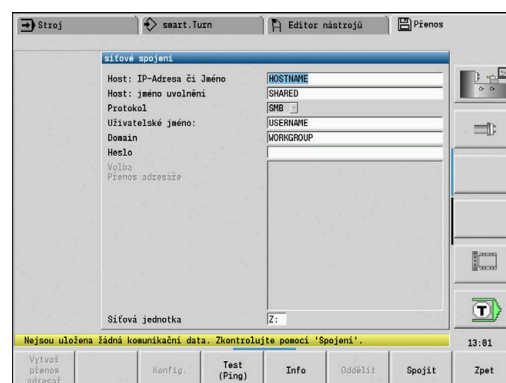 Stroj
smart.Turn
Editor nástrojů
Přenos
síťové spojení
Host: IP-Adresa či Jméno HOSTNAME
Host: jméno uvolnění SHARED
Protokol SMB
Uživatelské jméno: USERNAME
Domain WORKGROUP
Heslo
Volba
Přenos adresáře
Síťová jednotka Z:
Nejsou uložena žádná komunikační data. Zkontrolujte pomocí 'Spojení'.
13:01
Vytvoř
přenos
adresář
Konfig.
Test
(Ping)
Info
Oddělit
Spojit
Zpet
T